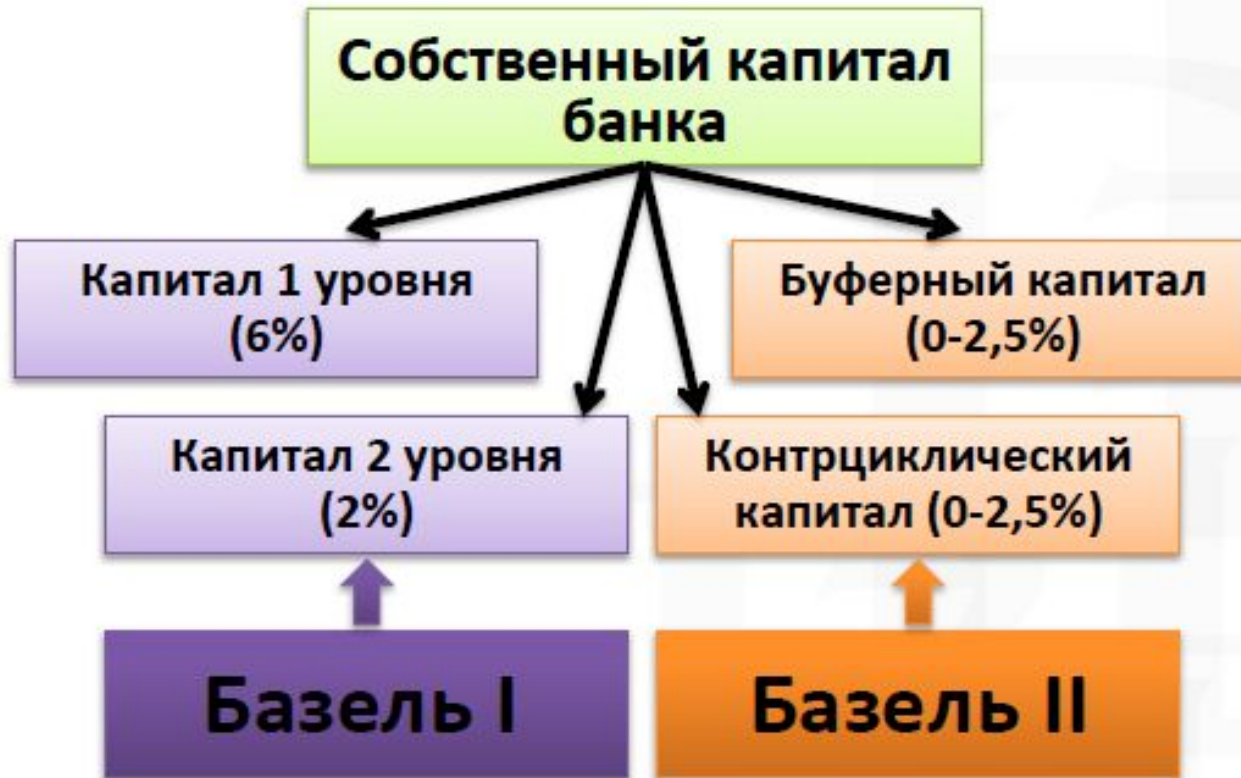 Собственный капитал
банка
Капитал 1 уровня
(6%)
Буферный капитал
(0-2,5%)
Капитал 2 уровня
(2%)
Контрциклический
капитал (0-2,5%)
Базель I
Базель II